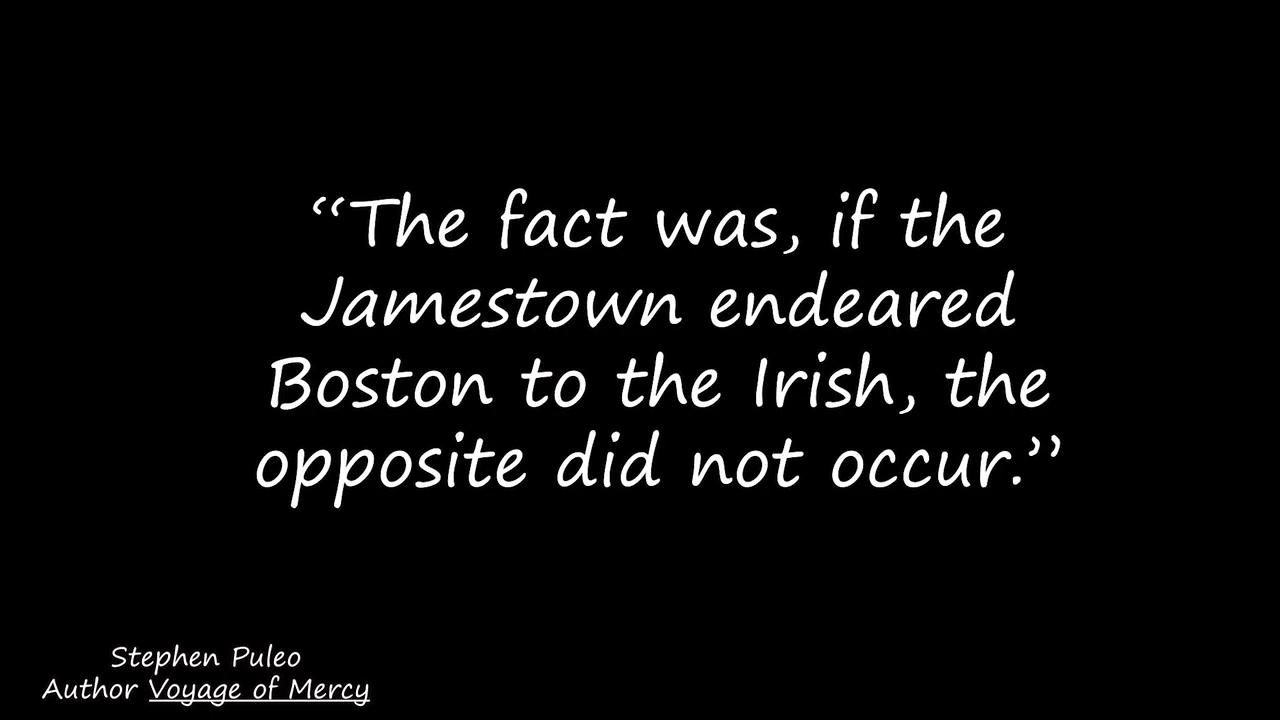 “The fact was, if the
Jamestown endeared
Boston to the Irish, the
opposite did not occur.”
Stephen Puleo
Author Voyage of Mercy